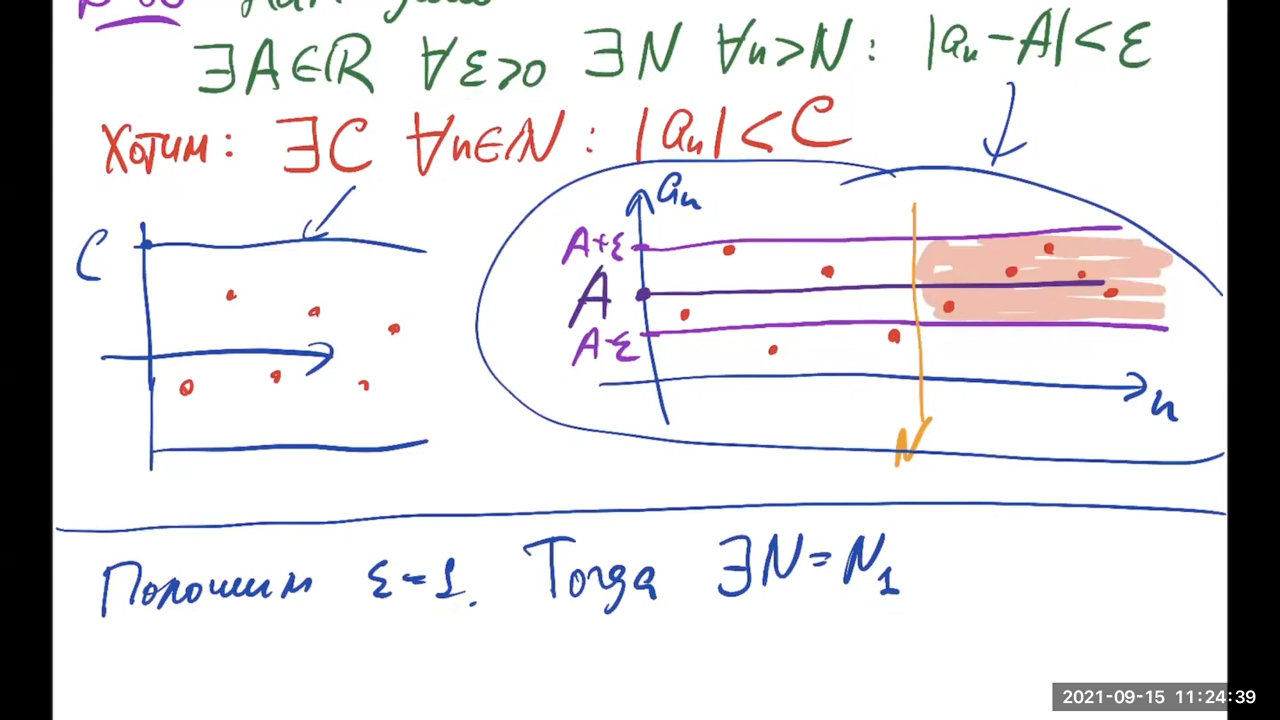 ∃A∈ℝ ∀ε>0 ∃N ∀n>N: |aₙ-A|<ε
Хотим: ∃C ∀n∈ℕ: |aₙ|<C
C
aₙ
A+ε
A
A-ε
n
N
Положим ε=1. Тогда ∃N=N₁
2021-09-15 11:24:39